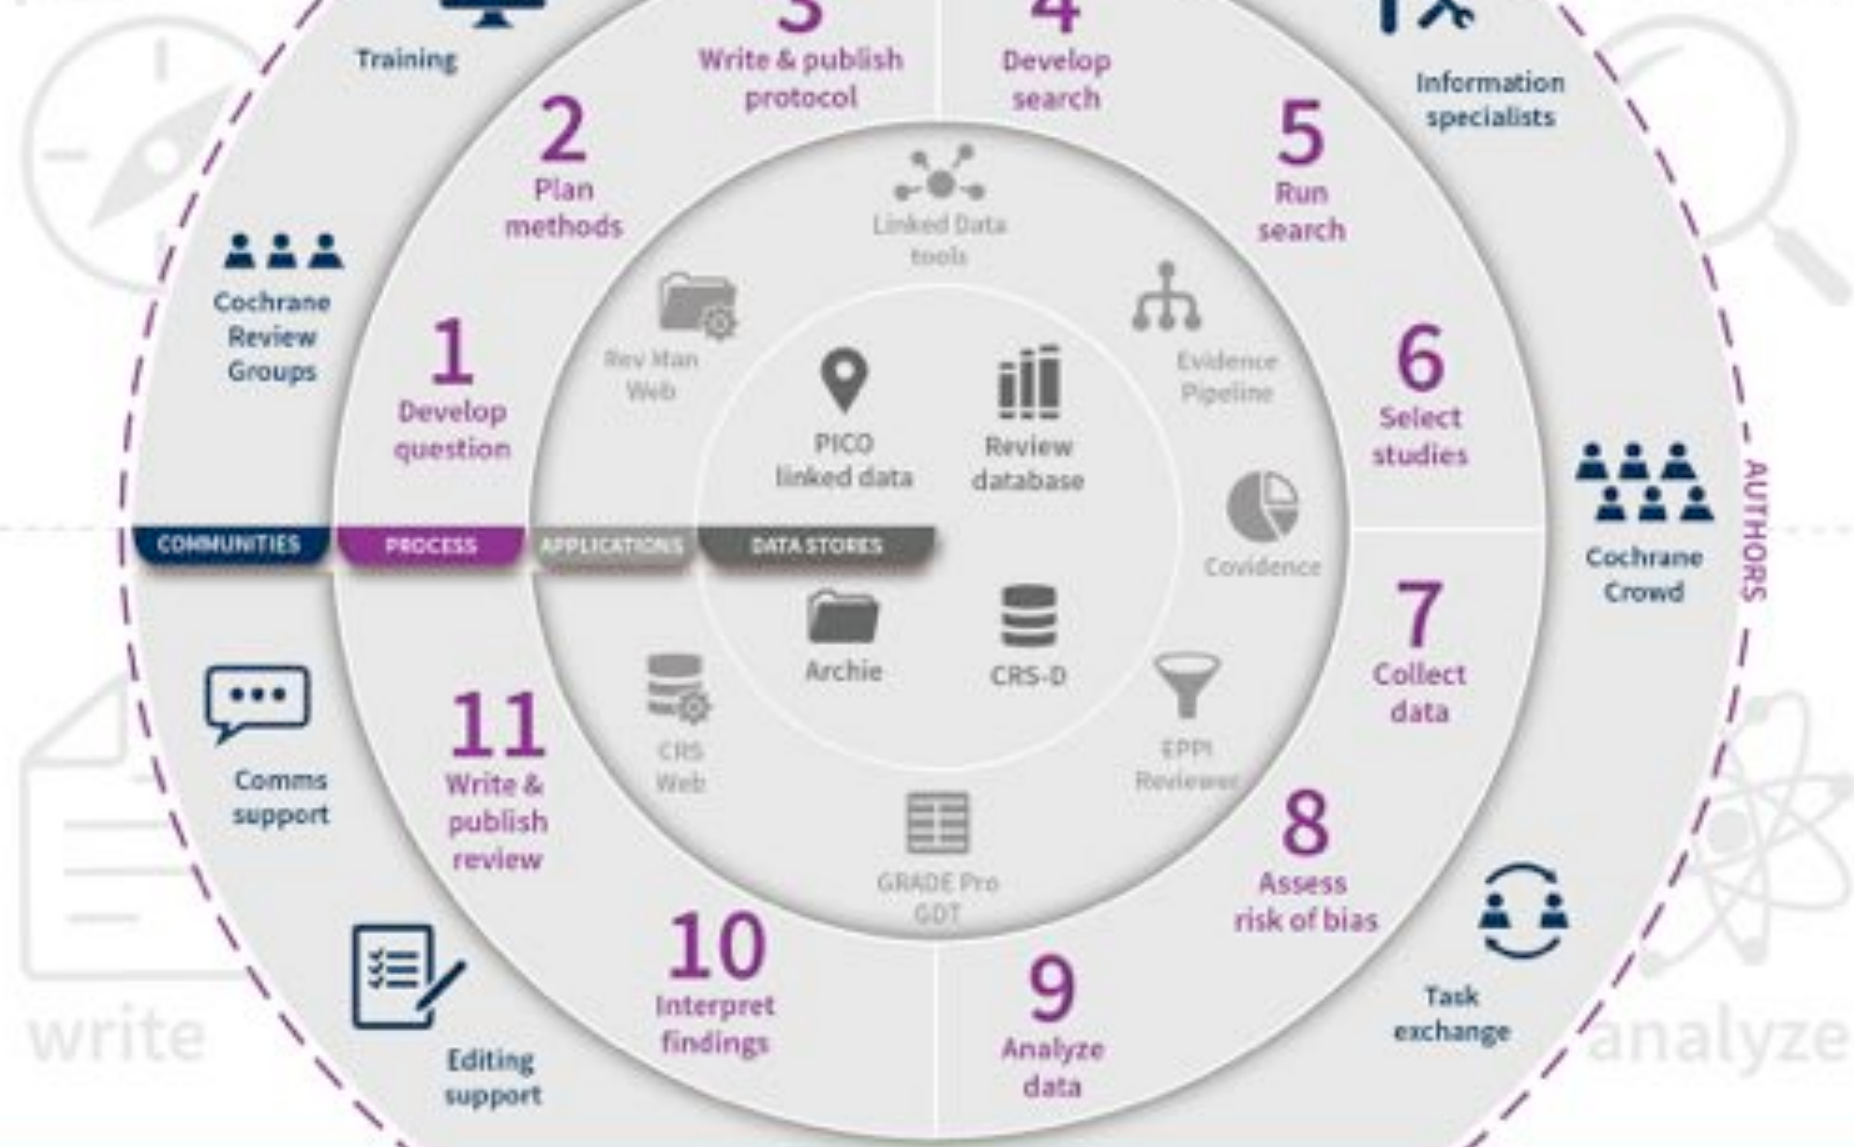 3
Write & publish
protocol
4
Develop
search
Training
Information
specialists
2
Plan
methods
5
Run
search
Linked Data
tools
Cochrane
Review
Groups
1
Develop
question
Rev Man
Web
Evidence
Pipeline
6
Select
studies
PICO
linked data
Review
database
COMMUNITIES
PROCESS
APPLICATIONS
DATA STORES
Covidence
Cochrane
Crowd
AUTHORS
Archie
CRS-D
7
Collect
data
Comms
support
11
Write &
publish
review
CRS
Web
EPPI
Reviewer
GRADE Pro
GDT
8
Assess
risk of bias
10
Interpret
findings
9
Analyze
data
Task
exchange
Editing
support
write
analyze